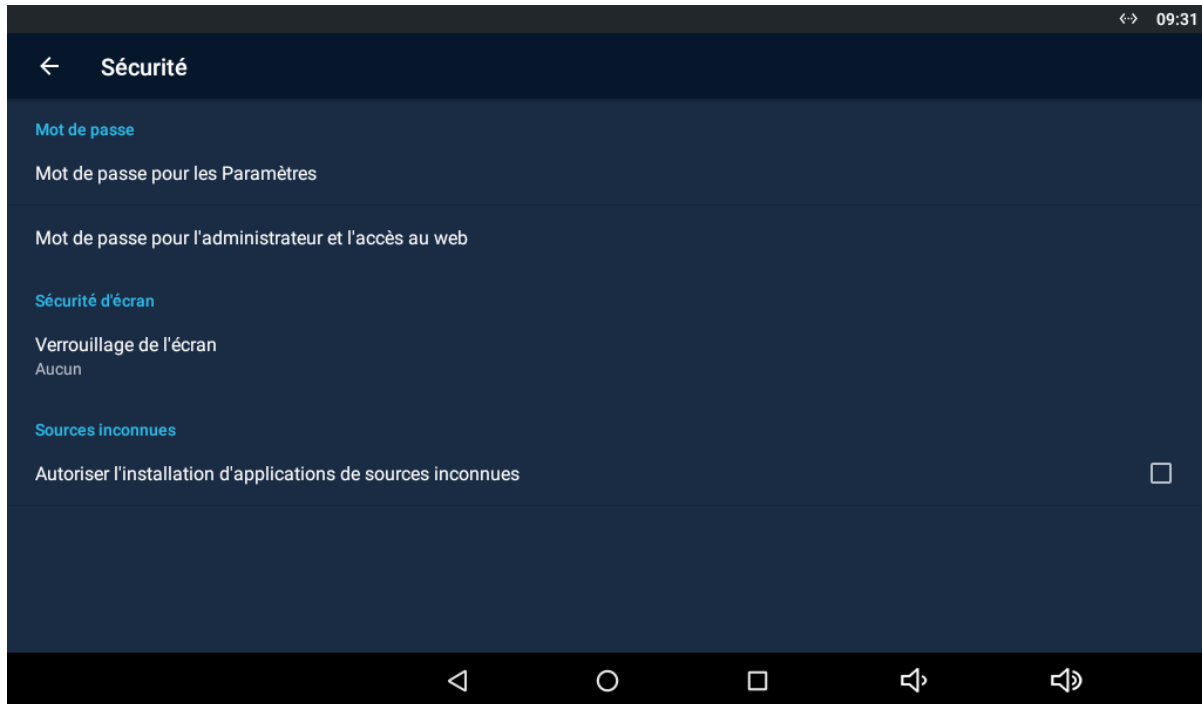 09:31
Sécurité
Mot de passe
Mot de passe pour les Paramètres
Mot de passe pour l'administrateur et l'accès au web
Sécurité d'écran
Verrouillage de l'écran
Aucun
Sources inconnues
Autoriser l'installation d'applications de sources inconnues